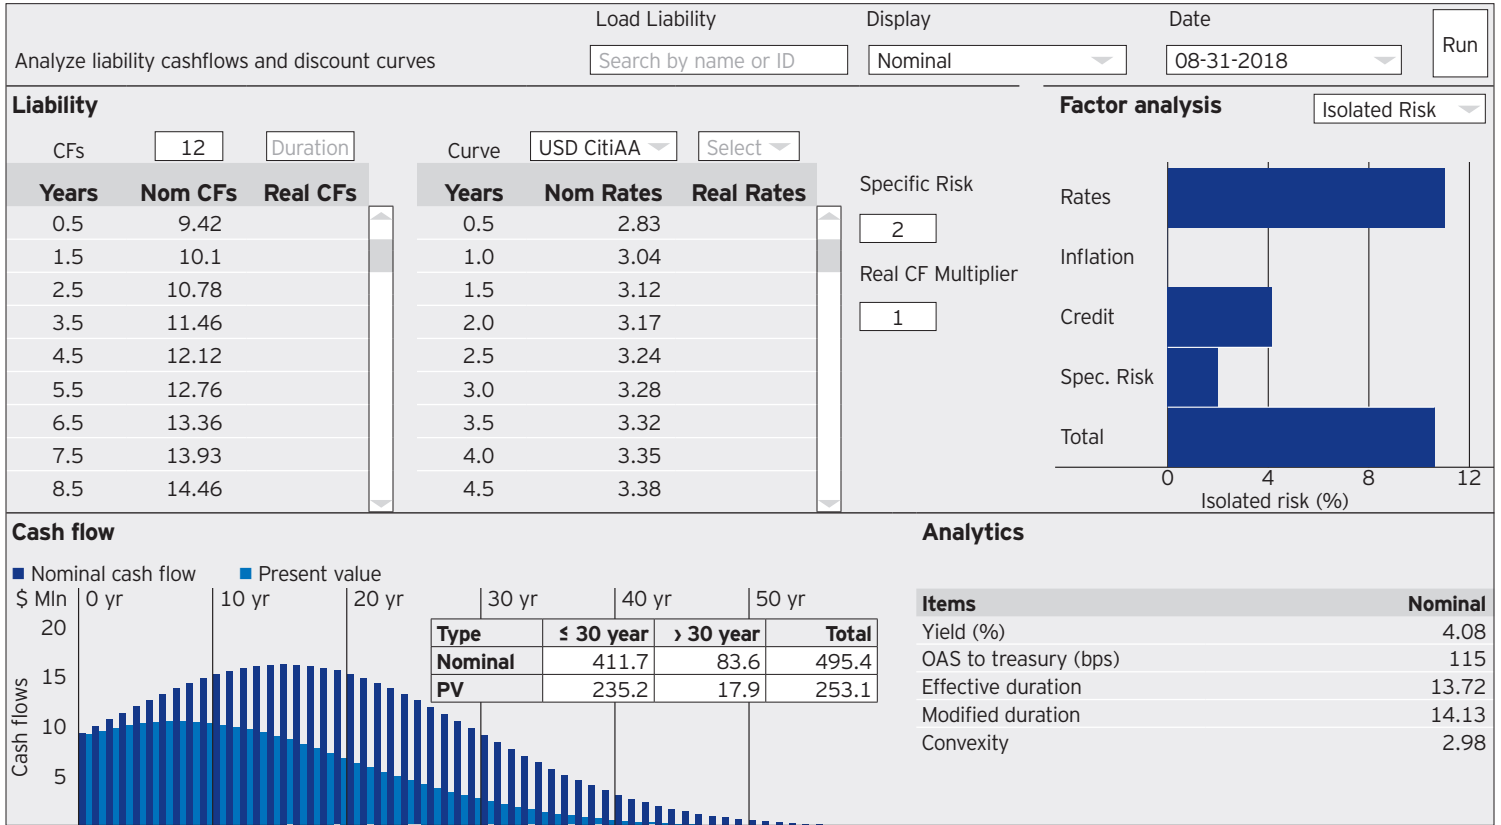 Load Liability Display Date
Analyze liability cashflows and discount curves Search by name or ID Nominal 08-31-2018 Run
Liability
CFs 12 Duration Curve USD CitiAA Select
Years Nom CFs Real CFs
0.5 9.42
1.5 10.1
2.5 10.78
3.5 11.46
4.5 12.12
5.5 12.76
6.5 13.36
7.5 13.93
8.5 14.46
Years Nom Rates Real Rates
0.5 2.83
1.0 3.04
1.5 3.12
2.0 3.17
2.5 3.24
3.0 3.28
3.5 3.32
4.0 3.35
4.5 3.38
Specific Risk
2
Real CF Multiplier
1
Factor analysis Isolated Risk
Rates
Inflation
Credit
Spec. Risk
Total
0 4 8 12
Isolated risk (%)
Cash flow
Nominal cash flow Present value
$ Mln 0 yr 10 yr 20 yr 30 yr 40 yr 50 yr
20
15
10
5
Cash flows
Type ≤ 30 year › 30 year Total
Nominal 411.7 83.6 495.4
PV 235.2 17.9 253.1
Analytics
Items Nominal
Yield (%) 4.08
OAS to treasury (bps) 115
Effective duration 13.72
Modified duration 14.13
Convexity 2.98